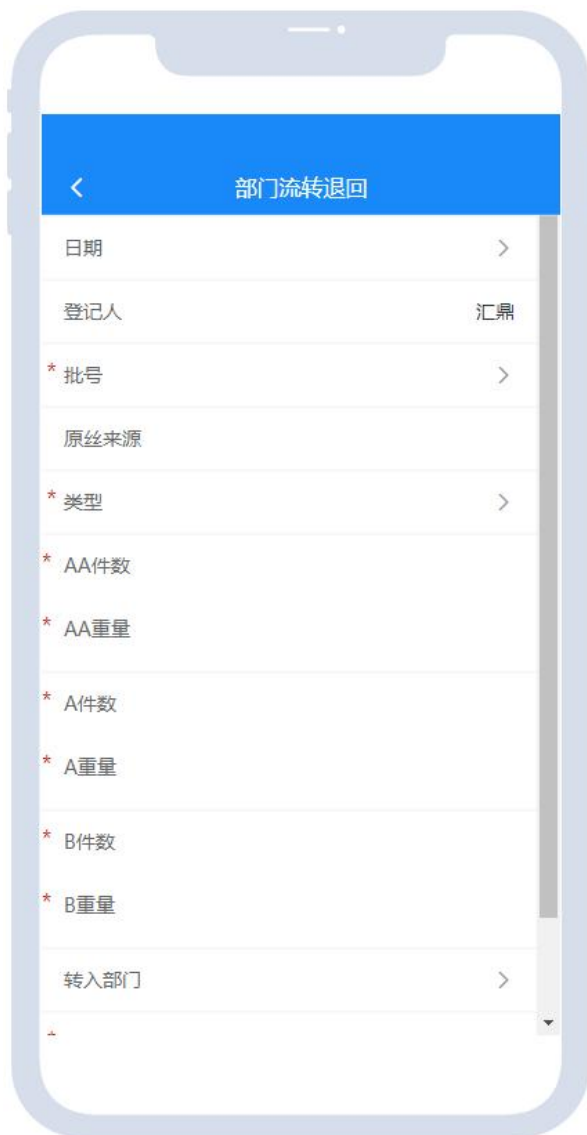 部门流转退回
日期
登记人 汇鼎
* 批号
原丝来源
* 类型
* AA件数
* AA重量
* A件数
* A重量
* B件数
* B重量
转入部门
*